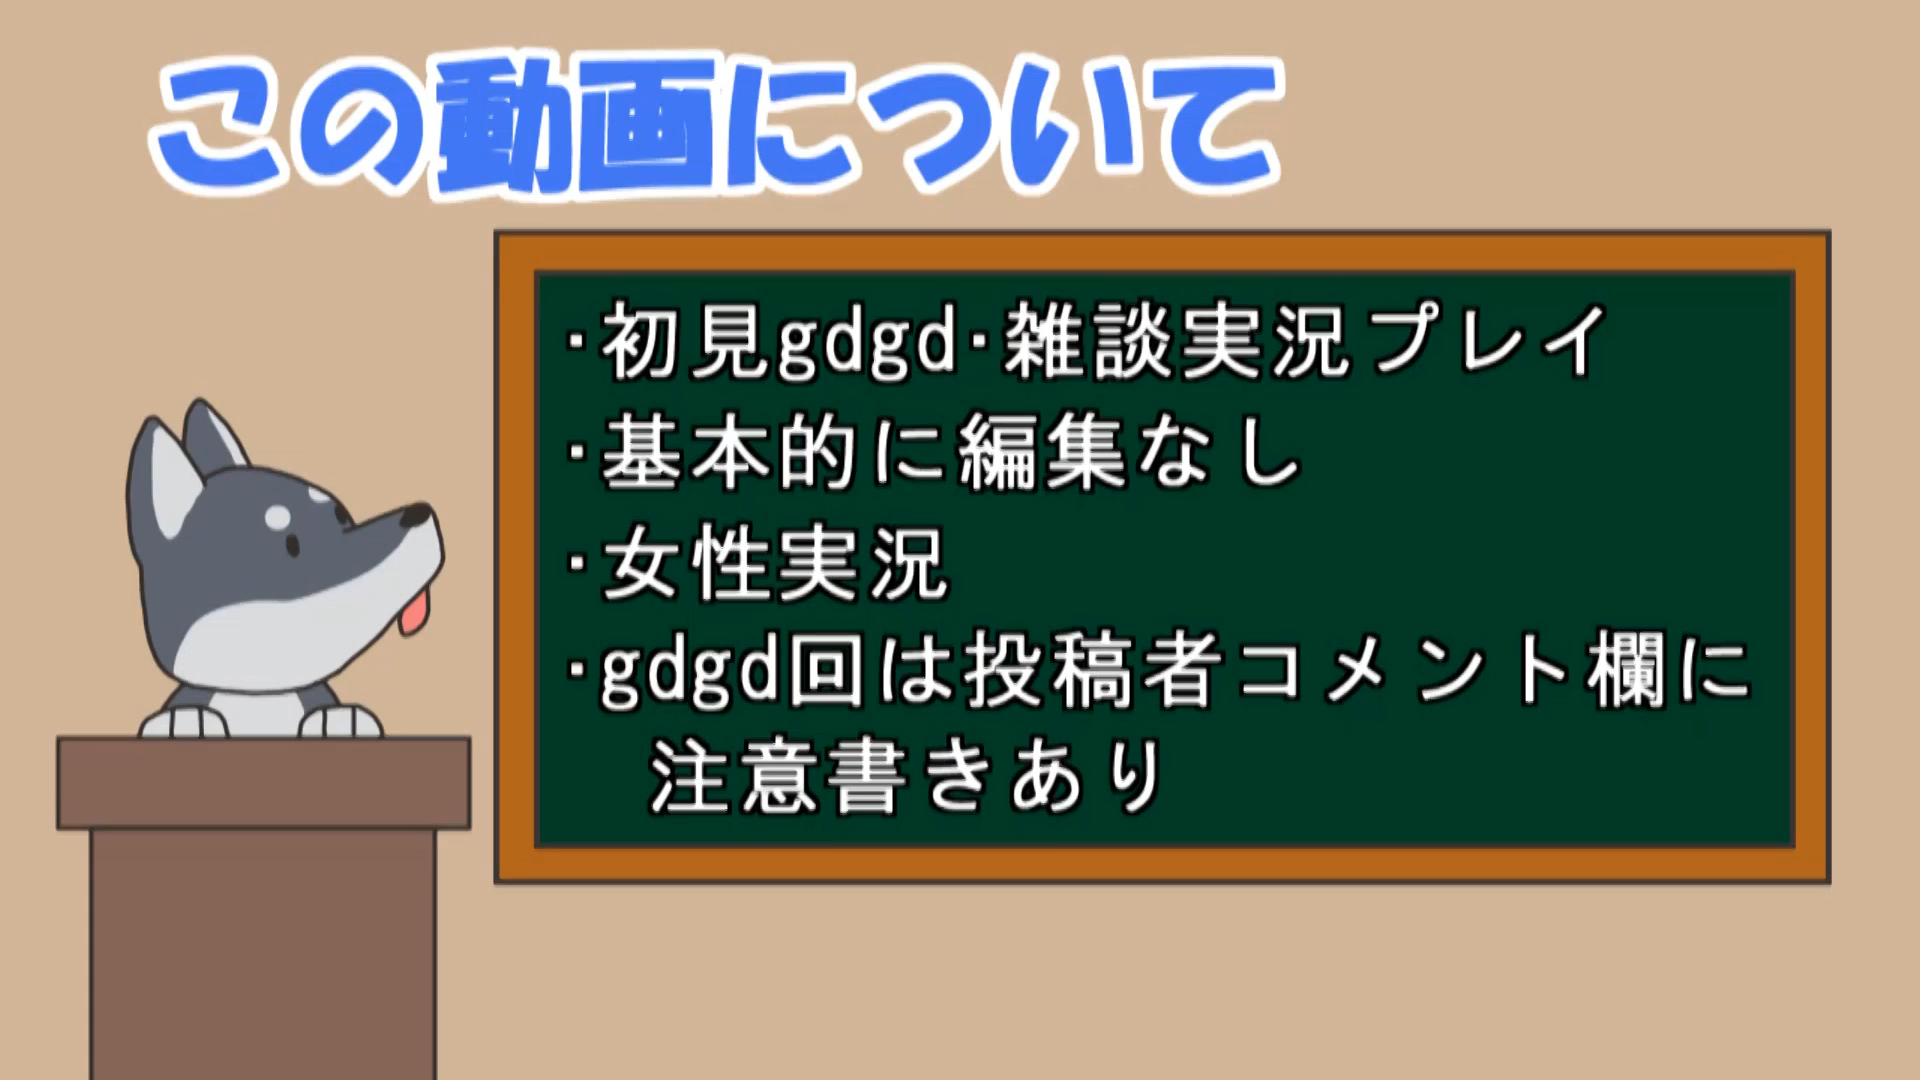 この動画について
・初見gdgd・雑談実況プレイ
・基本的に編集なし
・女性実況
・gdgd回は投稿者コメント欄に
注意書きあり